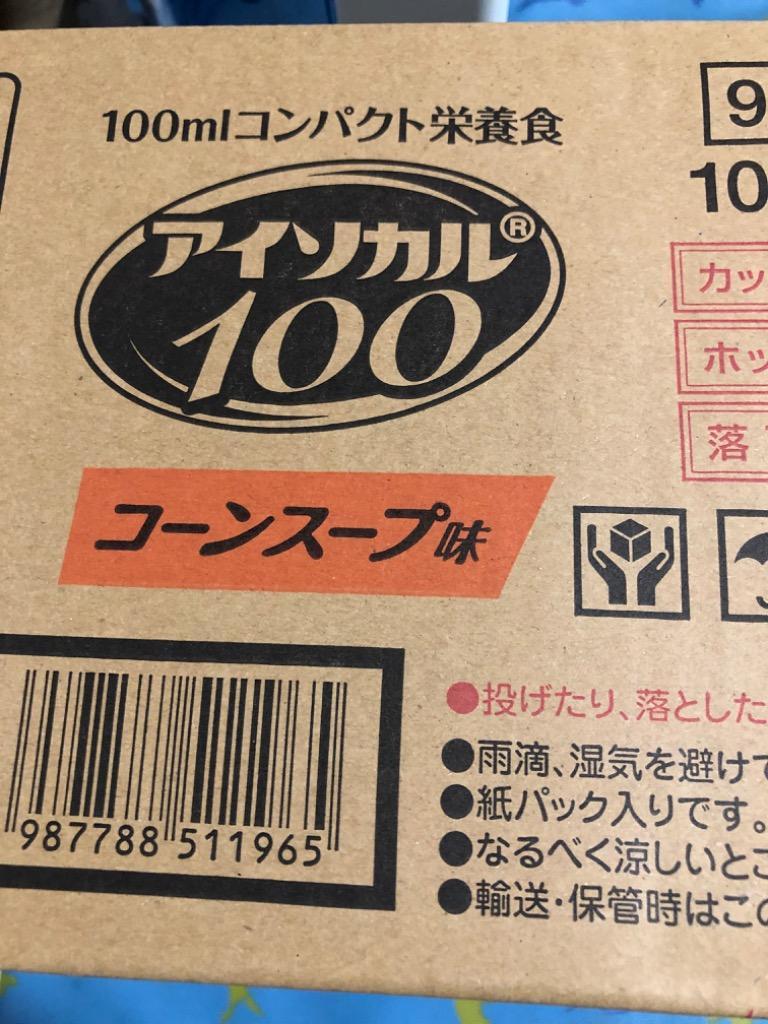 100mlコンパクト栄養食
アイソカル®
100
コーンスープ味
9
10
カッ
ホッ
落
●投げたり、落とした
●雨滴、湿気を避けて
●紙パック入りです。
●なるべく涼しいとこ
●輸送・保管時はこの
987788 511965